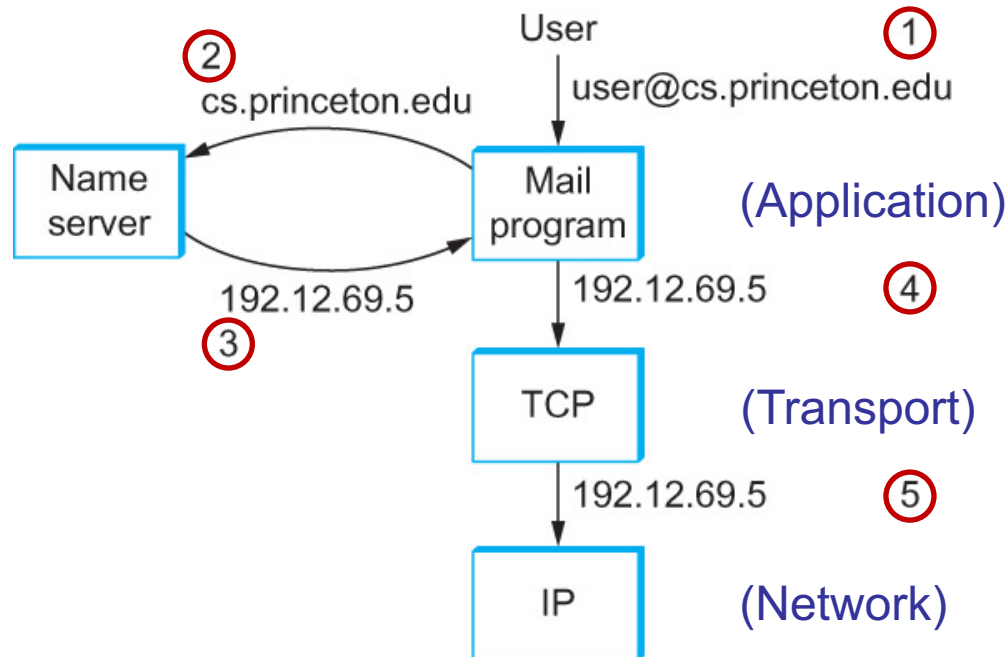 User
1
2
user@cs.princeton.edu
cs.princeton.edu
Name
server
Mail
program
(Application)
192.12.69.5
3
192.12.69.5
4
TCP
(Transport)
192.12.69.5
5
IP
(Network)